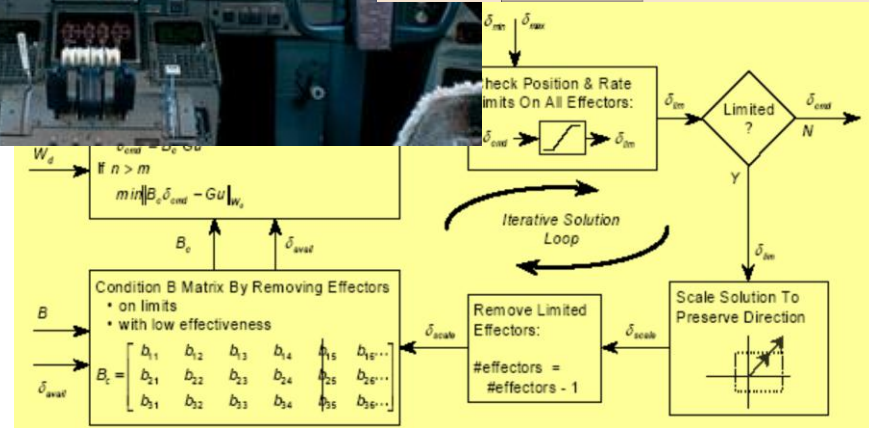 δmin δmax
heck Position & Rate
imits On All Effectors:
δcmd δlim
δlim
Limited
?
δcmd
N
Y
Wd
If n > m
min||Bcδcmd – Gu||Wc
Iterative Solution
Loop
Bc δavail
δlim
Condition B Matrix By Removing Effectors
• on limits
• with low effectiveness
B
δavail
Bc = [ b11 b12 b13 b14 b15 b16...
b21 b22 b23 b24 b25 b26...
b31 b32 b33 b34 b35 b36... ]
δscale
Remove Limited
Effectors:
#effectors =
#effectors - 1
δscale
Scale Solution To
Preserve Direction